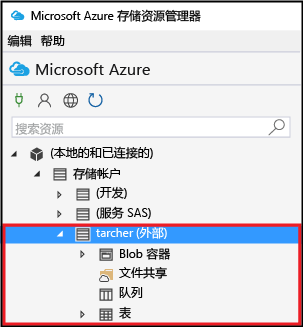 Microsoft Azure 存储资源管理器
编辑 帮助
Microsoft Azure
搜索资源
(本地的和已连接的)
存储帐户
(开发)
(服务 SAS)
tarcher (外部)
Blob 容器
文件共享
队列
表